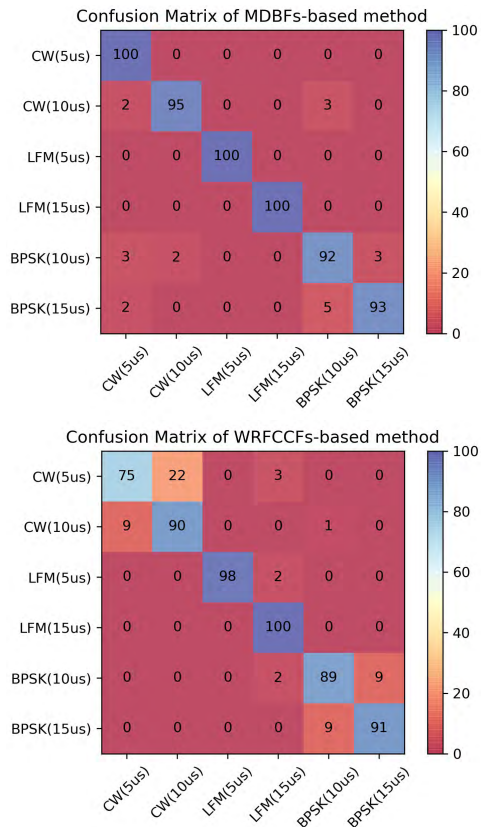 Confusion Matrix of MDBFs-based method
CW(5us) 100 0 0 0 0 0
CW(10us) 2 95 0 0 3 0
LFM(5us) 0 0 100 0 0 0
LFM(15us) 0 0 0 100 0 0
BPSK(10us) 3 2 0 0 92 3
BPSK(15us) 2 0 0 0 5 93
CW(5us) CW(10us) LFM(5us) LFM(15us) BPSK(10us) BPSK(15us)
100
80
60
40
20
0
Confusion Matrix of WRFCCFs-based method
CW(5us) 75 22 0 3 0 0
CW(10us) 9 90 0 0 1 0
LFM(5us) 0 0 98 2 0 0
LFM(15us) 0 0 0 100 0 0
BPSK(10us) 0 0 0 2 89 9
BPSK(15us) 0 0 0 0 9 91
CW(5us) CW(10us) LFM(5us) LFM(15us) BPSK(10us) BPSK(15us)
100
80
60
40
20
0